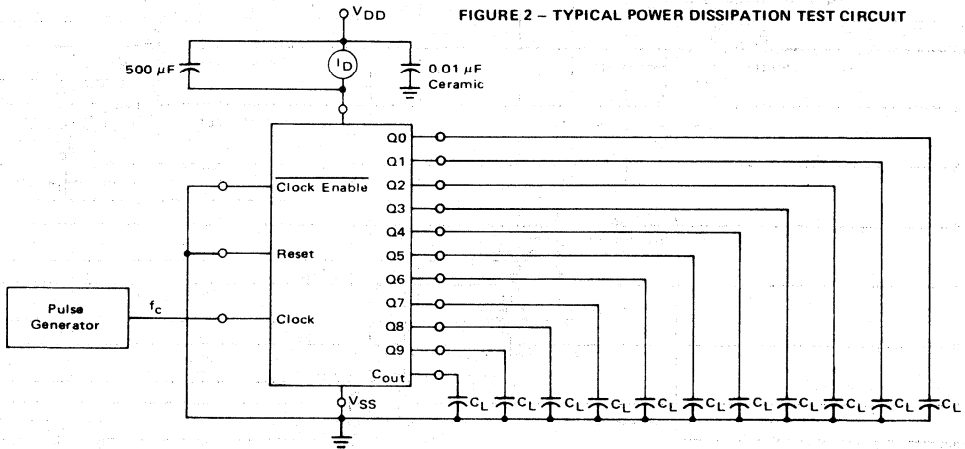 V_DD
FIGURE 2 – TYPICAL POWER DISSIPATION TEST CIRCUIT
500 µF
I_D
0.01 µF
Ceramic
Q0
Q1
Clock Enable
Q2
Q3
Q4
Reset
Q5
Q6
Pulse
Generator
f_c
Clock
Q7
Q8
Q9
C_out
V_SS
C_L
C_L
C_L
C_L
C_L
C_L
C_L
C_L
C_L
C_L
C_L